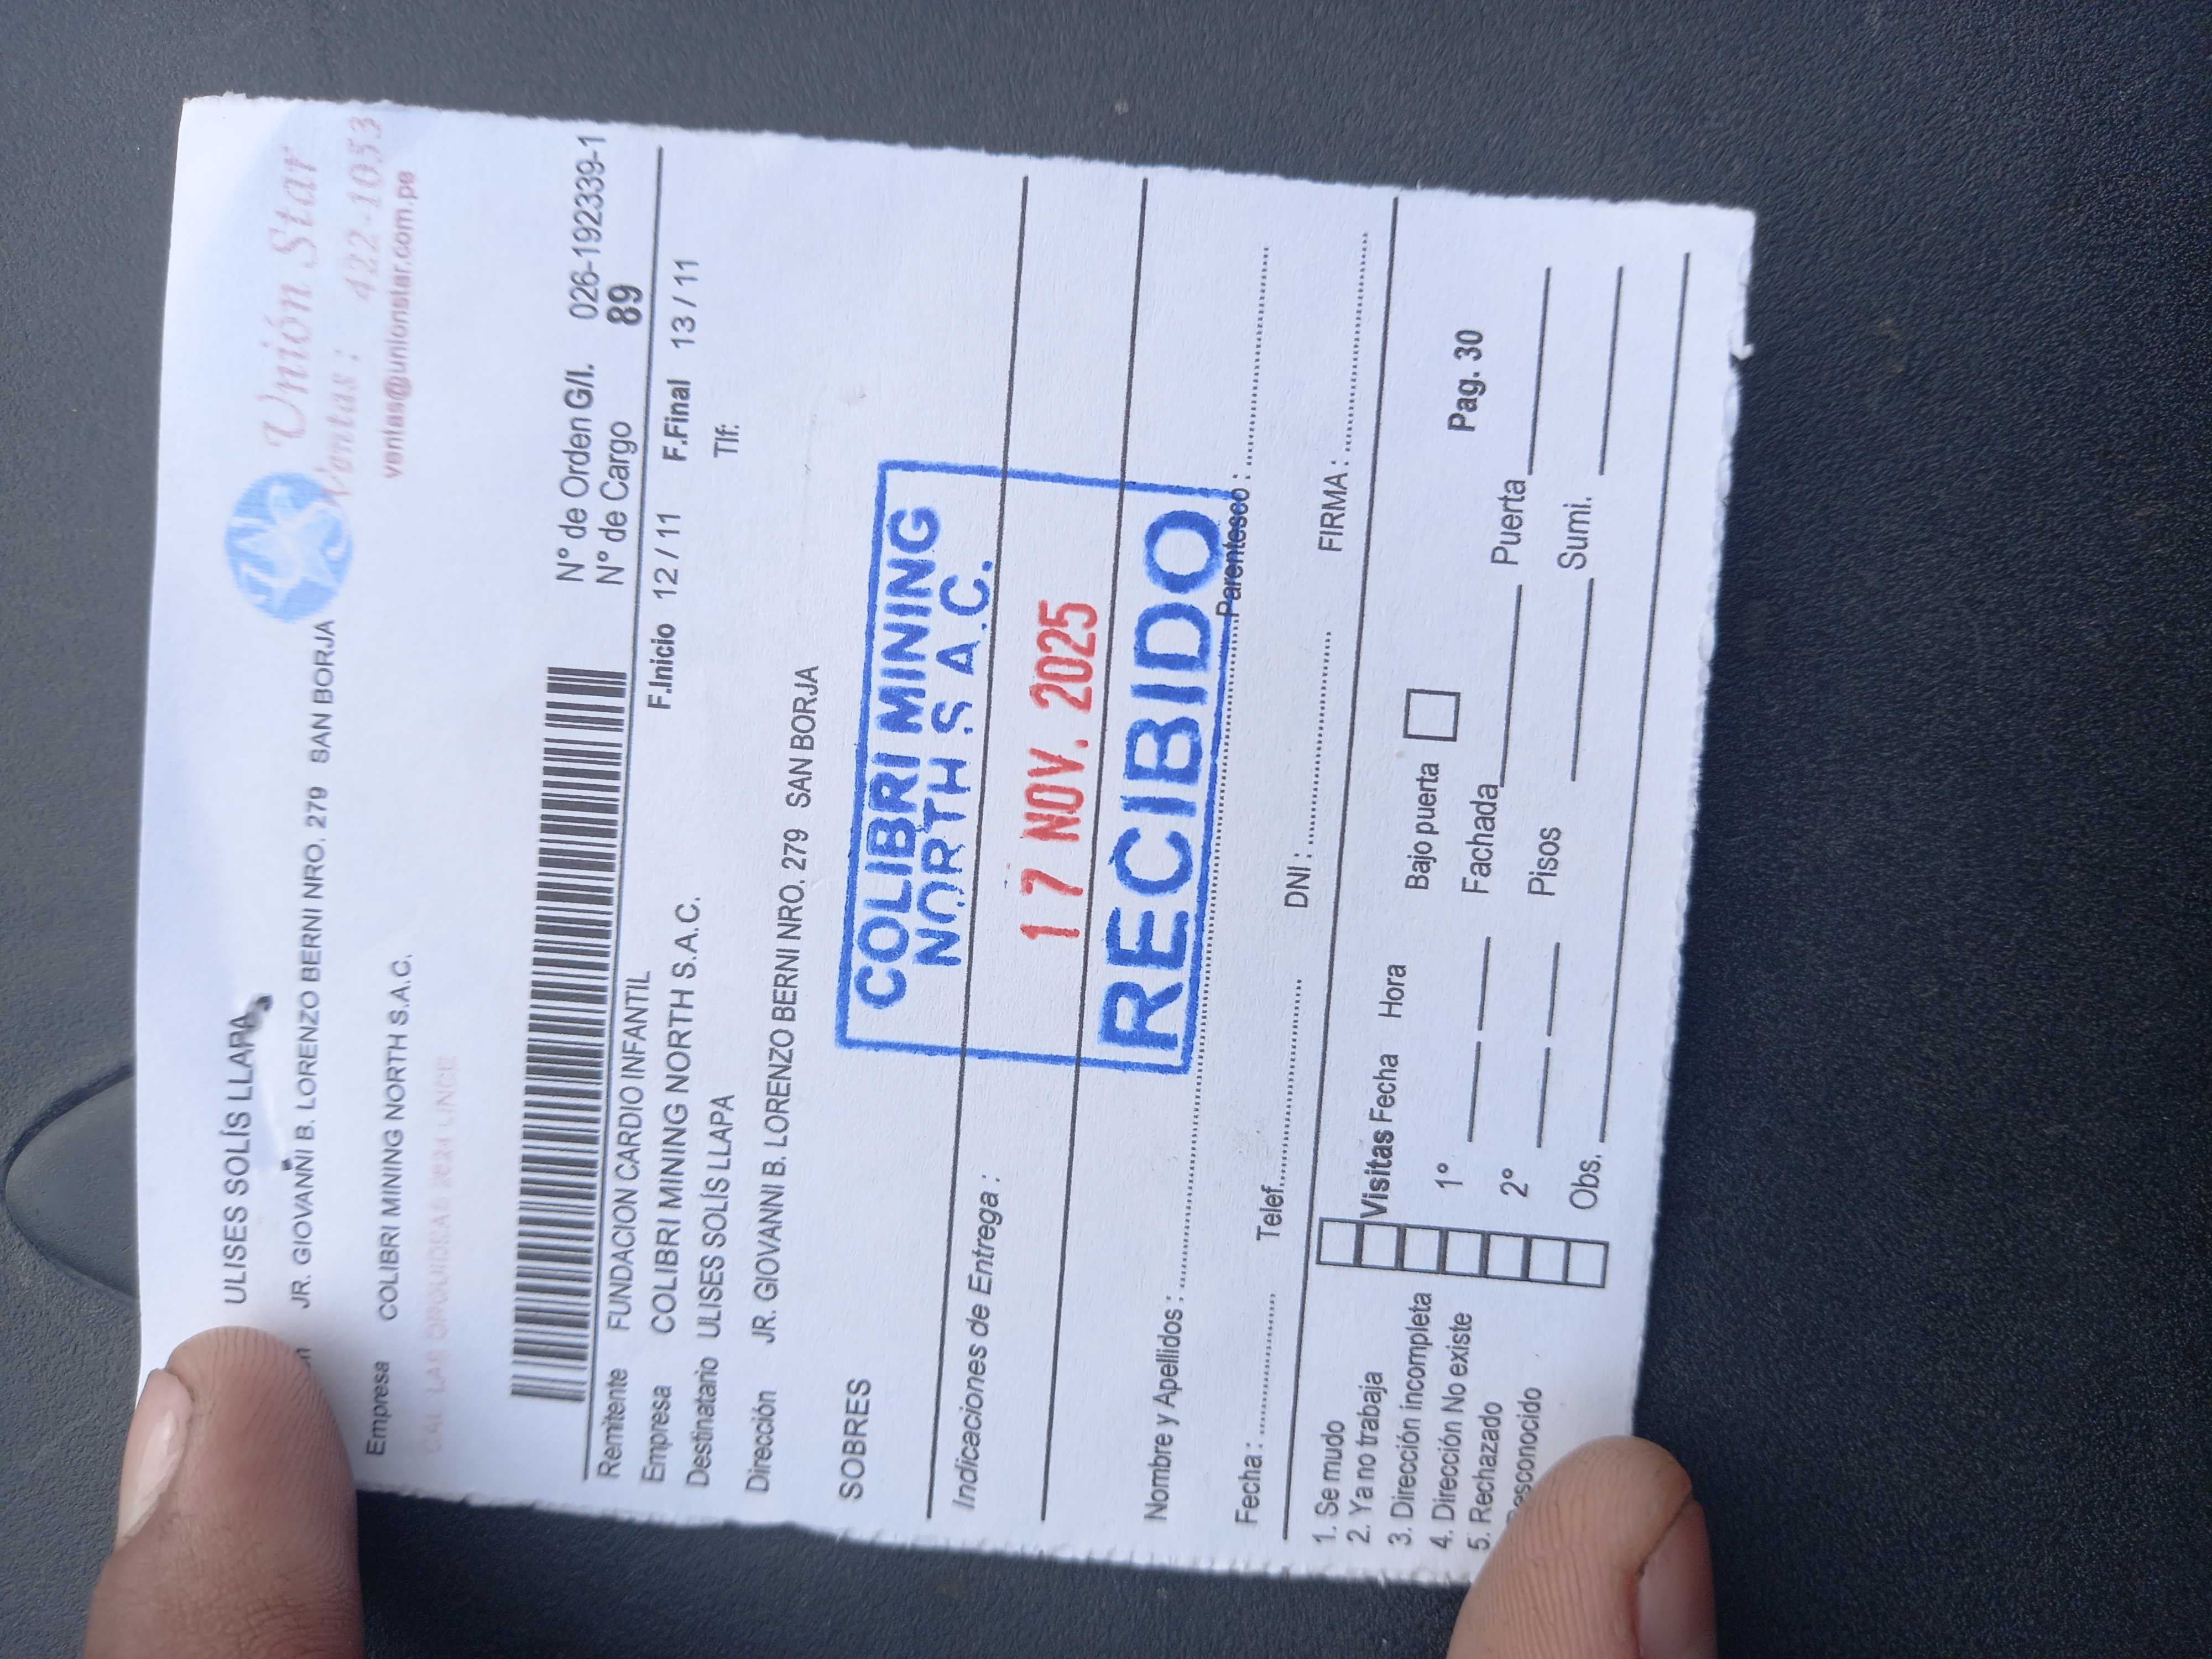 ULISES SOLÍS LLAPA
Unión Star
JR. GIOVANNI B. LORENZO BERNI NRO. 279 SAN BORJA
Ventas : 422-1053
Empresa COLIBRI MINING NORTH S.A.C.
ventas@unionstar.com.pe
CAL LAS ORQUIDEAS 2624 LINCE
N° de Orden G/I. 026-192339-1
N° de Cargo 89
Remitente FUNDACION CARDIO INFANTIL
F.Inicio 12 / 11 F.Final 13 / 11
Empresa COLIBRI MINING NORTH S.A.C.
Destinatario ULISES SOLÍS LLAPA
Tlf:
Dirección JR. GIOVANNI B. LORENZO BERNI NRO. 279 SAN BORJA
SOBRES
COLIBRI MINING
NORTH S.A.C.
Indicaciones de Entrega :
17 NOV. 2025
RECIBIDO
Nombre y Apellidos : Parentesco :
Fecha : Telef. DNI : FIRMA :
1. Se mudo
2. Ya no trabaja
3. Dirección incompleta
4. Dirección No existe
5. Rechazado
Visitas Fecha Hora Bajo puerta
Pag. 30
1° Fachada Puerta
2° Pisos Sumi.
Obs.